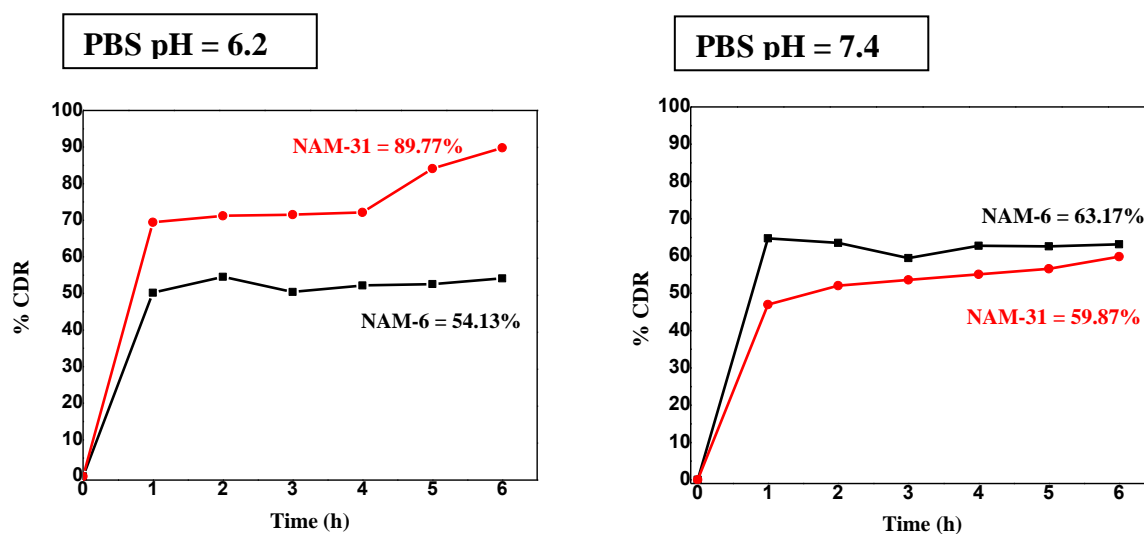 PBS pH = 6.2
100
90
80
70
60
50
40
30
20
10
0
% CDR
NAM-31 = 89.77%
NAM-6 = 54.13%
0 1 2 3 4 5 6
Time (h)
PBS pH = 7.4
100
90
80
70
60
50
40
30
20
10
0
% CDR
NAM-6 = 63.17%
NAM-31 = 59.87%
0 1 2 3 4 5 6
Time (h)